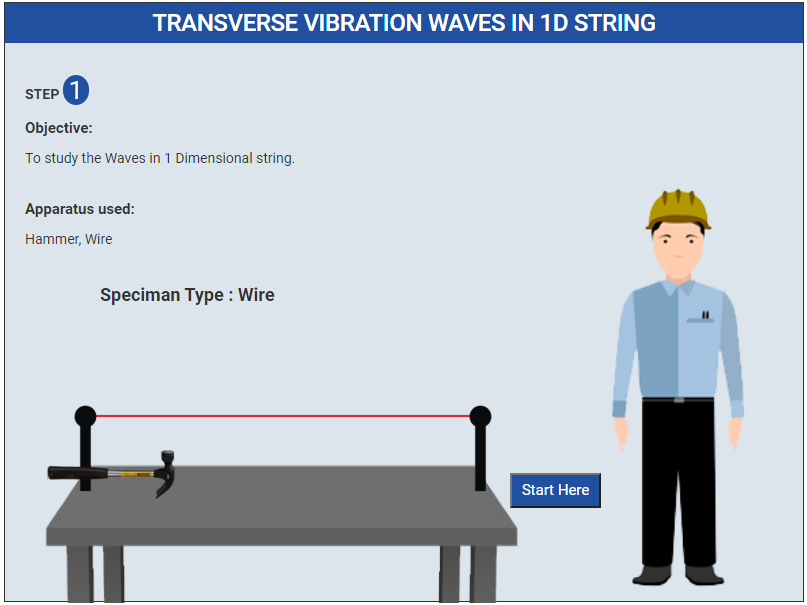 TRANSVERSE VIBRATION WAVES IN 1D STRING
STEP 1
Objective:
To study the Waves in 1 Dimensional string.
Apparatus used:
Hammer, Wire
Speciman Type : Wire
Start Here